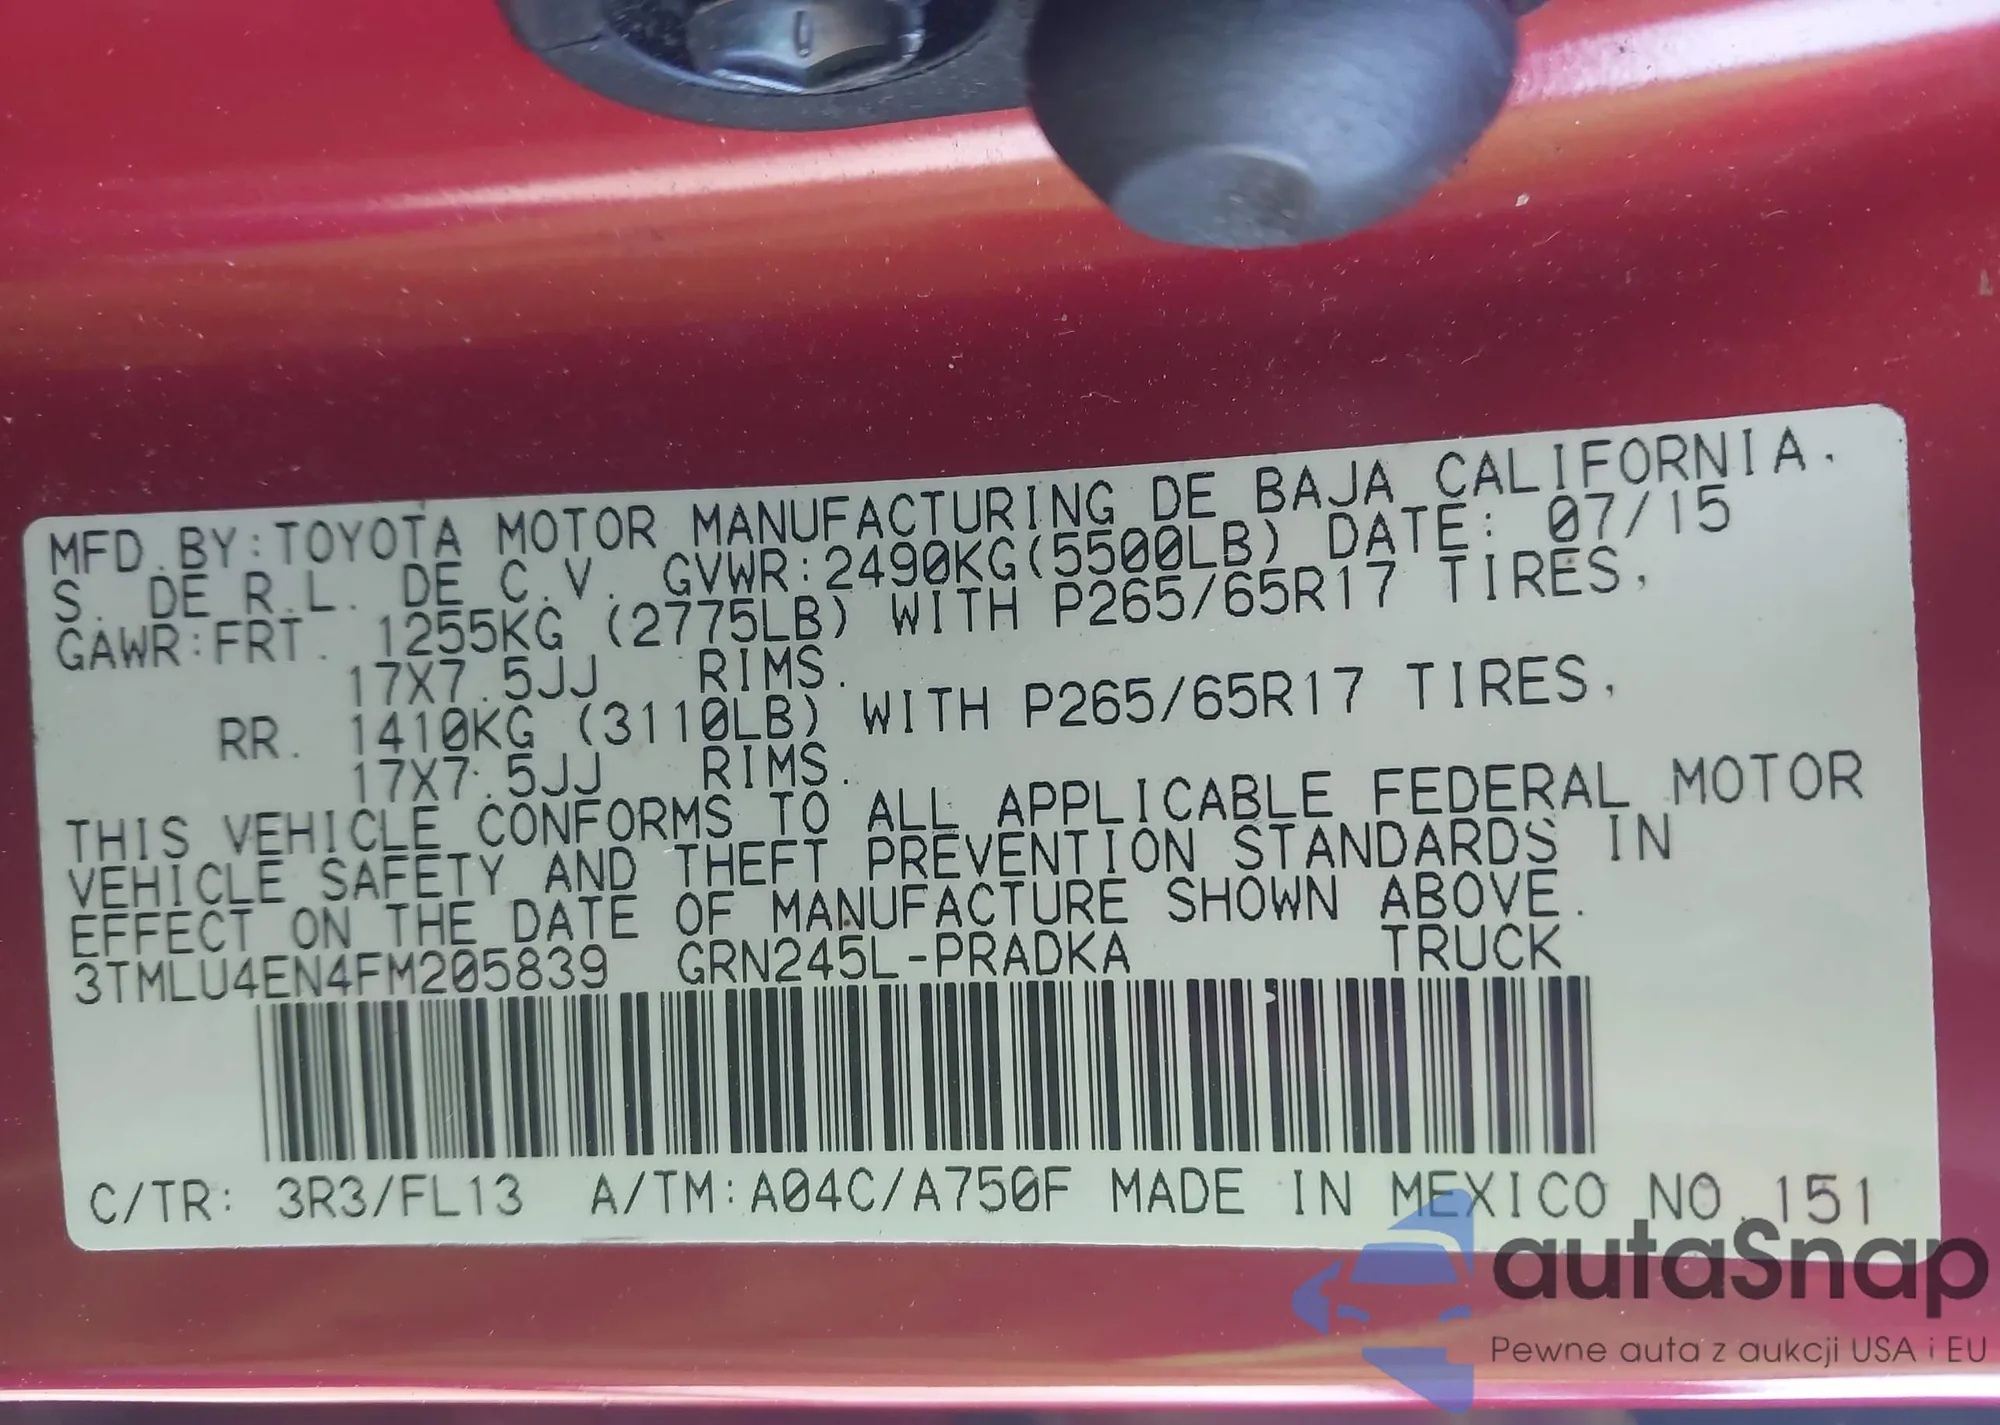 MFD.BY:TOYOTA MOTOR MANUFACTURING DE BAJA CALIFORNIA.
S. DE R.L. DE C.V. GVWR:2490KG(5500LB) DATE: 07/15
GAWR:FRT. 1255KG (2775LB) WITH P265/65R17 TIRES,
17X7.5JJ RIMS.
RR. 1410KG (3110LB) WITH P265/65R17 TIRES,
17X7.5JJ RIMS.
THIS VEHICLE CONFORMS TO ALL APPLICABLE FEDERAL MOTOR
VEHICLE SAFETY AND THEFT PREVENTION STANDARDS IN
EFFECT ON THE DATE OF MANUFACTURE SHOWN ABOVE.
3TMLU4EN4FM205839 GRN245L-PRADKA TRUCK
C/TR: 3R3/FL13 A/TM:A04C/A750F MADE IN MEXICO NO.151
autaSnap
Pewne auta z aukcji USA i EU